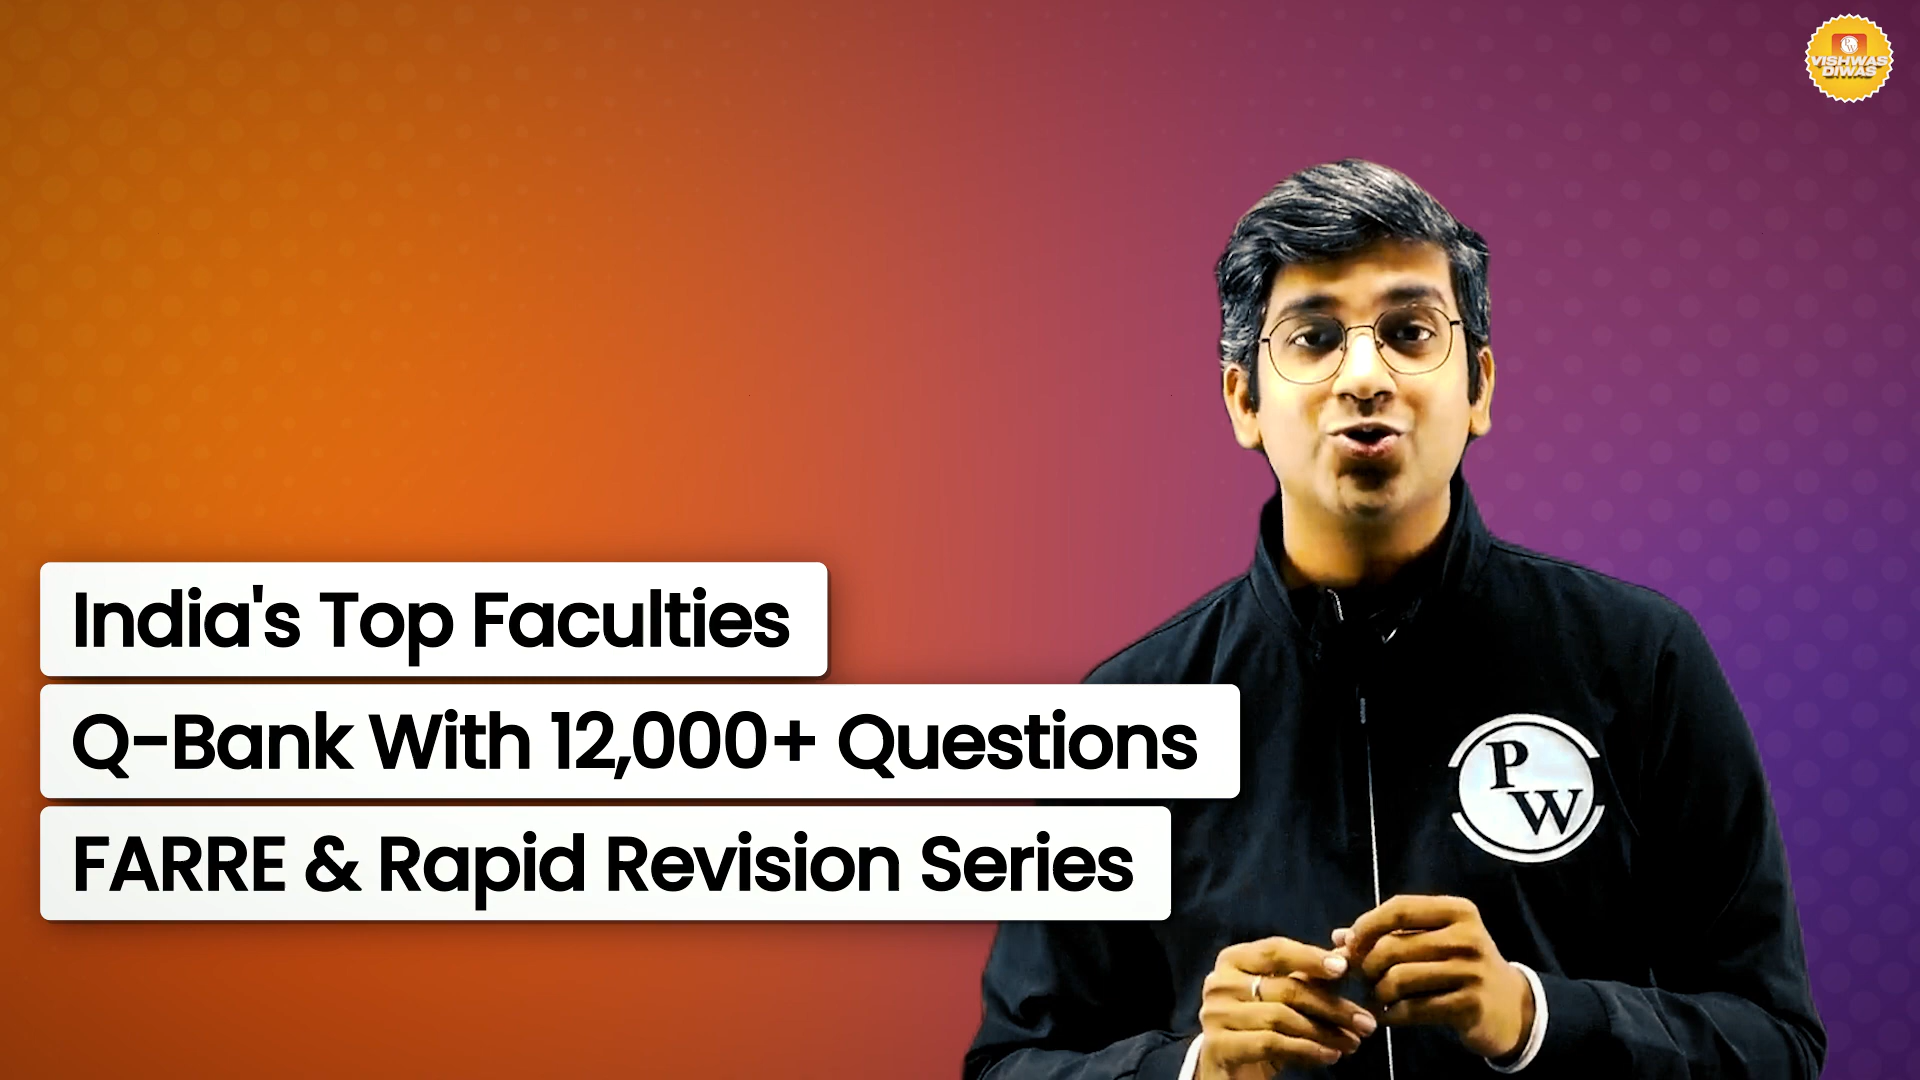 VISHWAS
DIWAS
India's Top Faculties
Q-Bank With 12,000+ Questions
FARRE & Rapid Revision Series
P
W